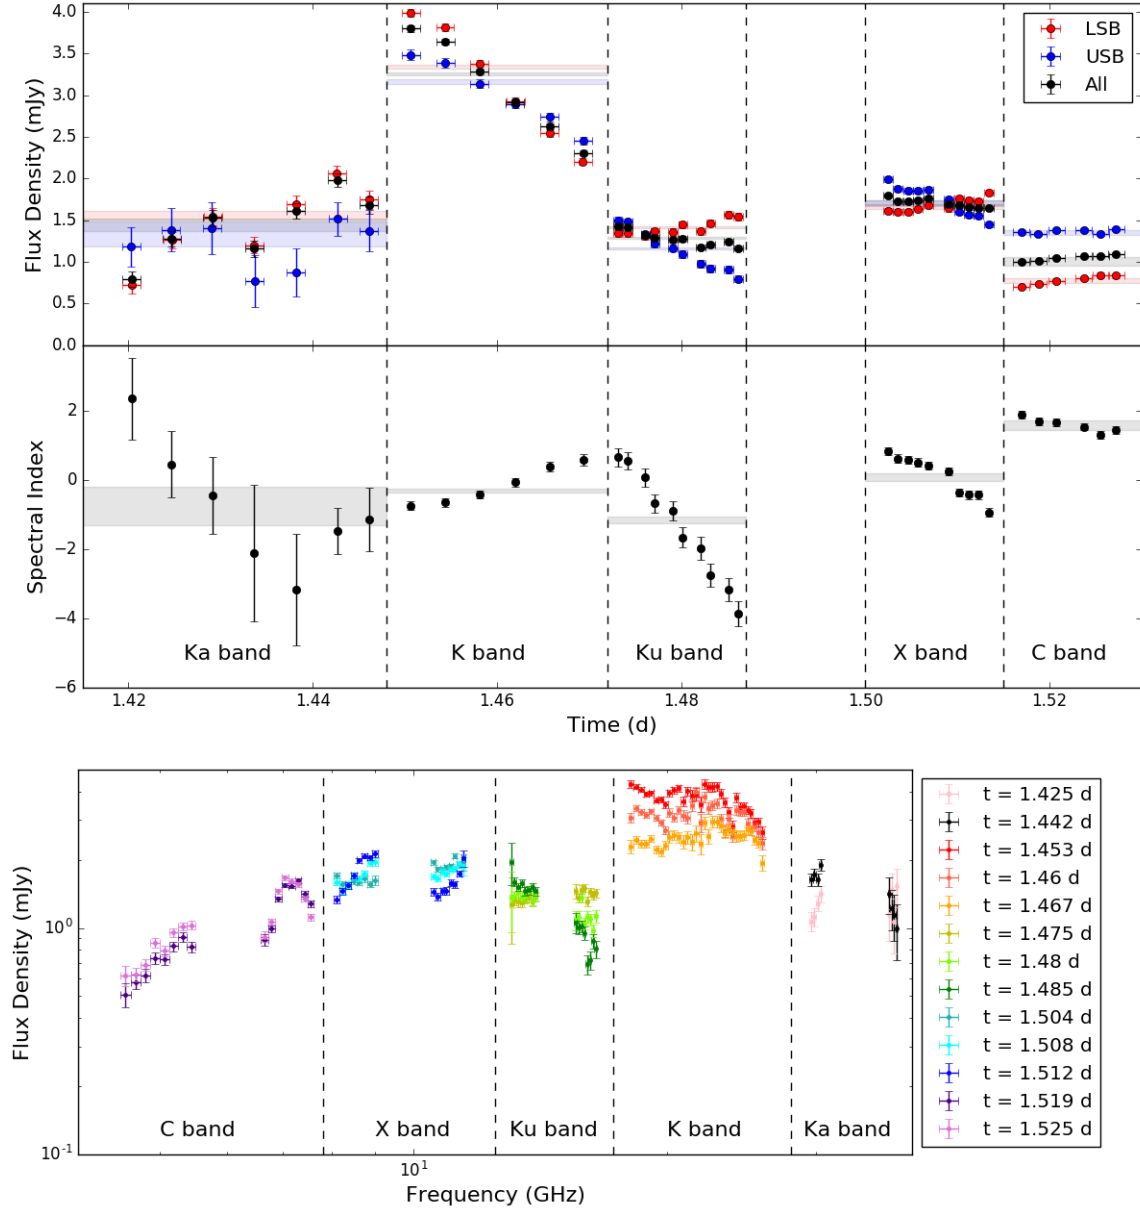 4.0
3.5
3.0
2.5
2.0
1.5
1.0
0.5
0.0
Flux Density (mJy)
LSB
USB
All
2
0
−2
−4
−6
Spectral Index
Ka band
K band
Ku band
X band
C band
1.42
1.44
1.46
1.48
1.50
1.52
Time (d)
10⁰
10⁻¹
Flux Density (mJy)
C band
X band
Ku band
K band
Ka band
10¹
Frequency (GHz)
t = 1.425 d
t = 1.442 d
t = 1.453 d
t = 1.46 d
t = 1.467 d
t = 1.475 d
t = 1.48 d
t = 1.485 d
t = 1.504 d
t = 1.508 d
t = 1.512 d
t = 1.519 d
t = 1.525 d